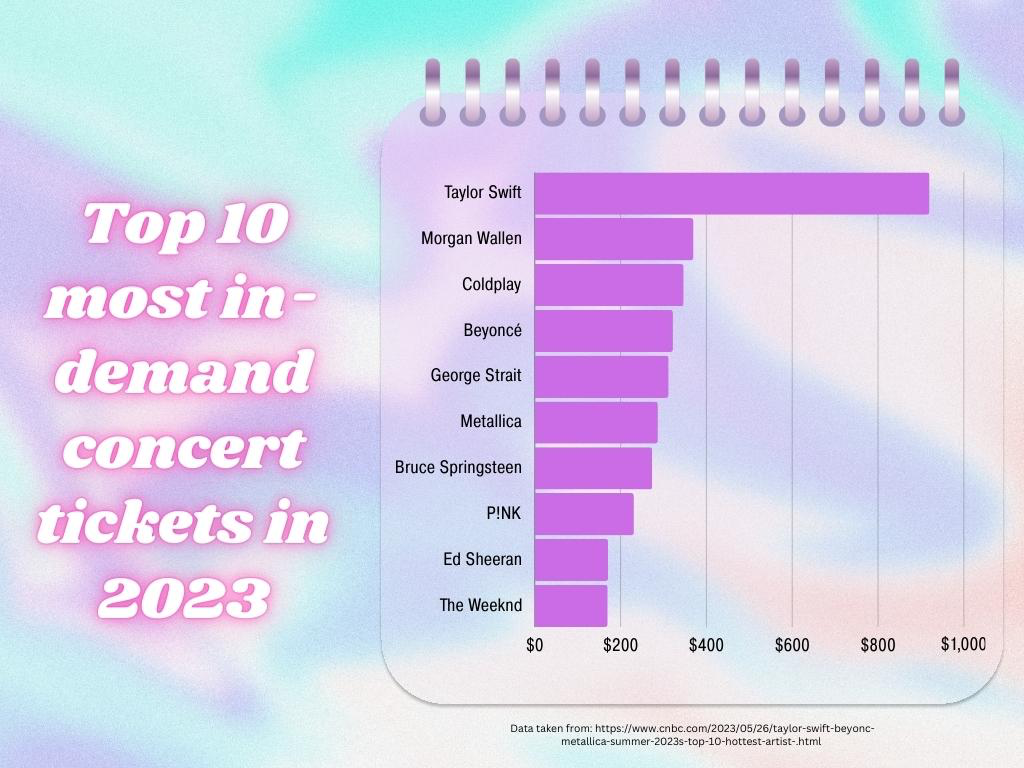 Top 10
most in-
demand
concert
tickets in
2023
Taylor Swift
Morgan Wallen
Coldplay
Beyoncé
George Strait
Metallica
Bruce Springsteen
P!NK
Ed Sheeran
The Weeknd
$0 $200 $400 $600 $800 $1,000
Data taken from: https://www.cnbc.com/2023/05/26/taylor-swift-beyonc-
metallica-summer-2023s-top-10-hottest-artist-.html